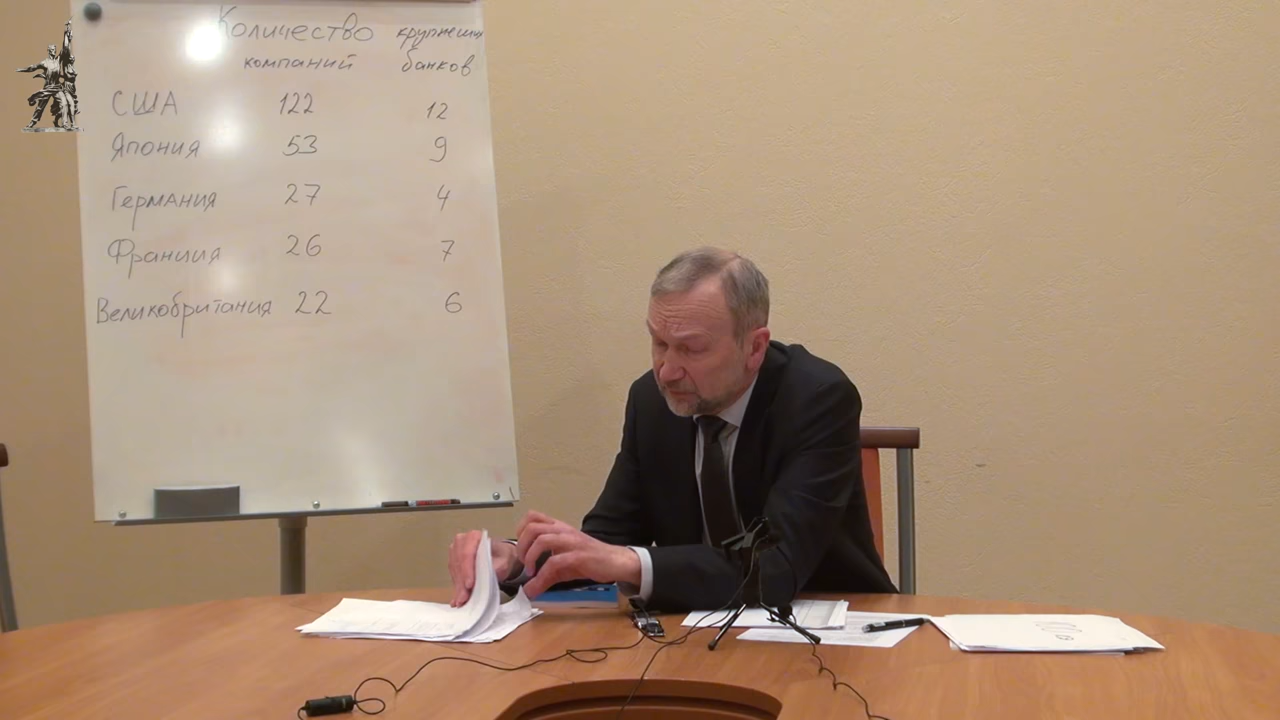 Количество крупнейших
компаний банков
США 122 12
Япония 53 9
Германия 27 4
Франция 26 7
Великобритания 22 6